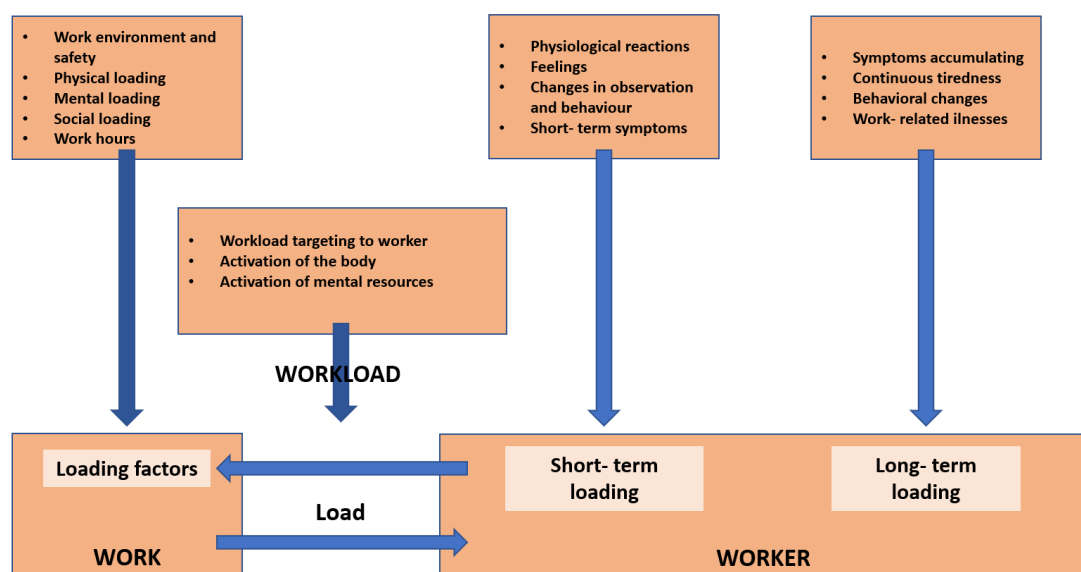 • Work environment and
safety
• Physical loading
• Mental loading
• Social loading
• Work hours
• Physiological reactions
• Feelings
• Changes in observation
and behaviour
• Short- term symptoms
• Symptoms accumulating
• Continuous tiredness
• Behavioral changes
• Work- related ilnesses
• Workload targeting to worker
• Activation of the body
• Activation of mental resources
WORKLOAD
Loading factors
Load
WORK
Short- term
loading
Long- term
loading
WORKER